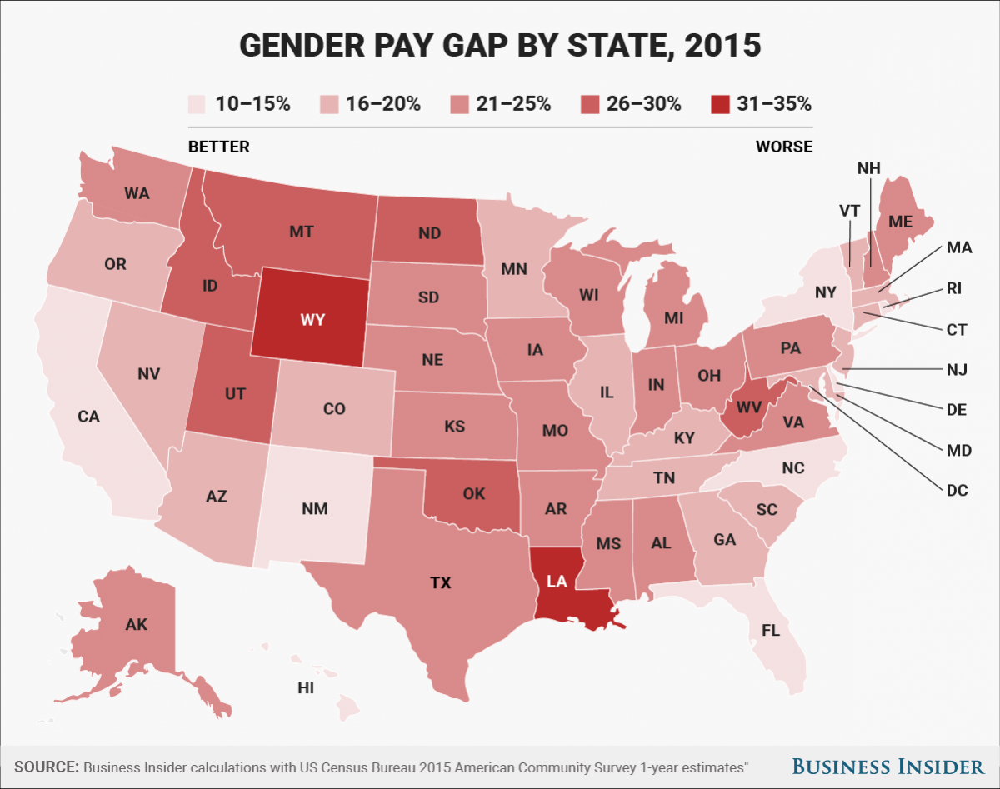 GENDER PAY GAP BY STATE, 2015
10–15% 16–20% 21–25% 26–30% 31–35%
BETTER WORSE
NH
WA
VT
ME
MT
ND
MA
OR
MN
ID
RI
NY
SD
WI
WY
MI
CT
PA
IA
NE
NJ
NV
OH
IN
IL
UT
WV
CO
DE
CA
VA
KS
MO
KY
MD
NC
TN
DC
OK
AZ
NM
AR
SC
GA
MS
AL
LA
TX
AK
FL
HI
SOURCE: Business Insider calculations with US Census Bureau 2015 American Community Survey 1-year estimates"
BUSINESS INSIDER